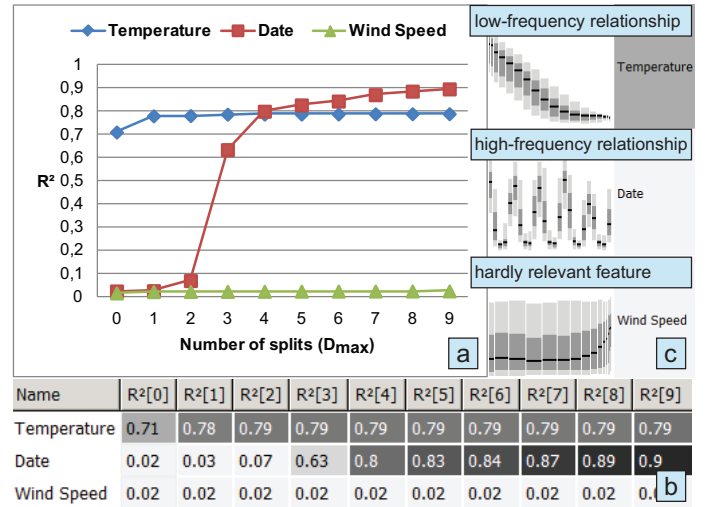 Temperature Date Wind Speed
1
0,9
0,8
0,7
0,6
R² 0,5
0,4
0,3
0,2
0,1
0
0 1 2 3 4 5 6 7 8 9
Number of splits (Dmax)
a
low-frequency relationship
Temperature
high-frequency relationship
Date
hardly relevant feature
Wind Speed
c
Name R²[0] R²[1] R²[2] R²[3] R²[4] R²[5] R²[6] R²[7] R²[8] R²[9]
Temperature 0.71 0.78 0.79 0.79 0.79 0.79 0.79 0.79 0.79 0.79
Date 0.02 0.03 0.07 0.63 0.8 0.83 0.84 0.87 0.89 0.9
Wind Speed 0.02 0.02 0.02 0.02 0.02 0.02 0.02 0.02 0.02
b